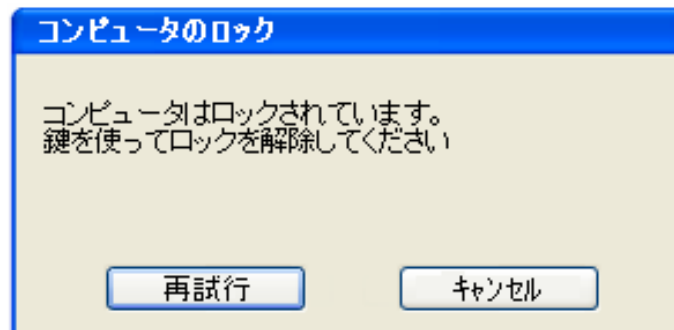 コンピュータのロック
コンピュータはロックされています。
鍵を使ってロックを解除してください
再試行
キャンセル